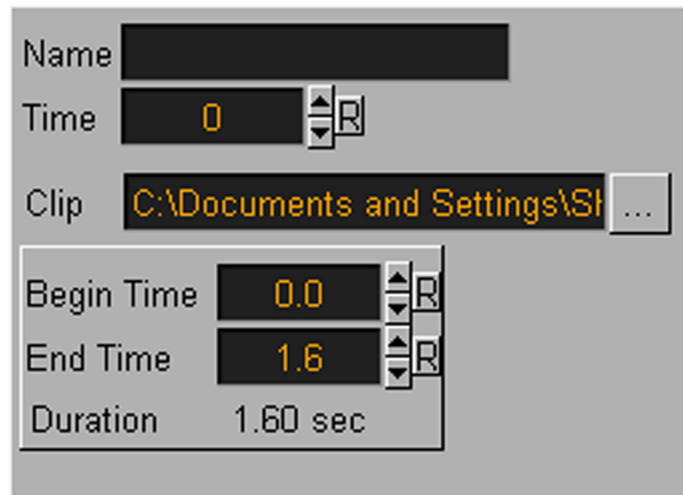 Name
Time 0 R
Clip C:\Documents and Settings\SH ...
Begin Time 0.0 R
End Time 1.6 R
Duration 1.60 sec